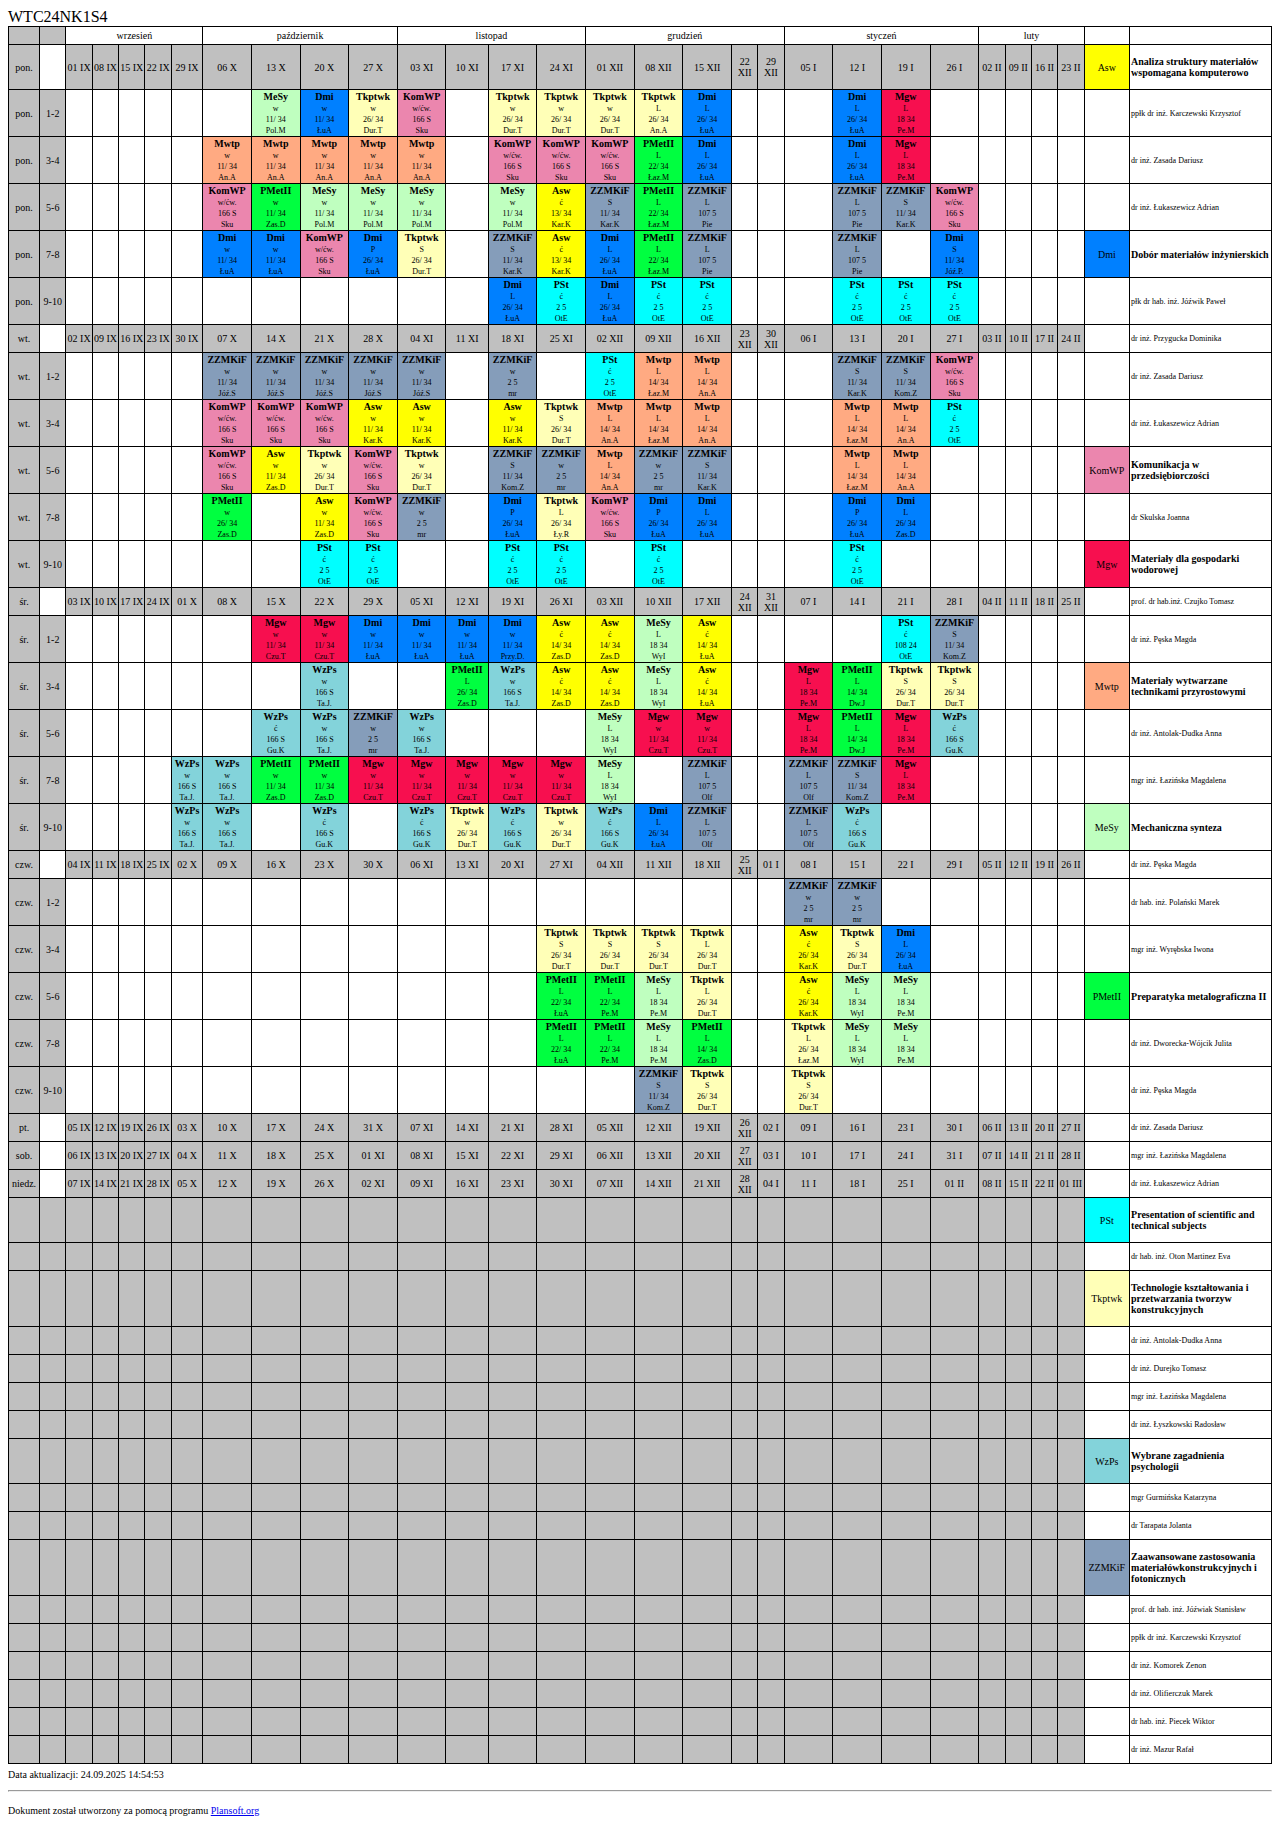 WTC24NK1S4
wrzesień październik listopad grudzień styczeń luty
pon. 01 IX 08 IX 15 IX 22 IX 29 IX 06 X 13 X 20 X 27 X 03 XI 10 XI 17 XI 24 XI 01 XII 08 XII 15 XII 22 XII 29 XII 05 I 12 I 19 I 26 I 02 II 09 II 16 II 23 II Asw Analiza struktury materiałów wspomagana komputerowo
pon. 1-2
MeSy Dmi Tkptwk KomWP Tkptwk Tkptwk Tkptwk Tkptwk Dmi Dmi Mgw
w w w w/ćw. w w w L L L L
11/ 34 11/ 34 26/ 34 166 S 26/ 34 26/ 34 26/ 34 26/ 34 26/ 34 26/ 34 18 34
Pol.M ŁuA Dur.T Sku Dur.T Dur.T Dur.T An.A ŁuA ŁuA Pe.M
ppłk dr inż. Karczewski Krzysztof
pon. 3-4
Mwtp Mwtp Mwtp Mwtp Mwtp KomWP KomWP KomWP PMetII Dmi Dmi Mgw
w w w w w w/ćw. w/ćw. w/ćw. L L L L
11/ 34 11/ 34 11/ 34 11/ 34 11/ 34 166 S 166 S 166 S 22/ 34 26/ 34 26/ 34 18 34
An.A An.A An.A An.A An.A Sku Sku Sku Łaz.M ŁuA ŁuA Pe.M
dr inż. Zasada Dariusz
pon. 5-6
KomWP PMetII MeSy MeSy MeSy MeSy Asw ZZMKiF PMetII ZZMKiF ZZMKiF ZZMKiF KomWP
w/ćw. w w w w w ć S L L L S w/ćw.
166 S 11/ 34 11/ 34 11/ 34 11/ 34 11/ 34 13/ 34 11/ 34 22/ 34 107 5 107 5 11/ 34 166 S
Sku Zas.D Pol.M Pol.M Pol.M Pol.M Kar.K Kar.K Łaz.M Pie Pie Kar.K Sku
dr inż. Łukaszewicz Adrian
pon. 7-8
Dmi Dmi KomWP Dmi Tkptwk ZZMKiF Asw Dmi PMetII ZZMKiF ZZMKiF Dmi
w w w/ćw. P S S ć L L L L S
11/ 34 11/ 34 166 S 26/ 34 26/ 34 11/ 34 13/ 34 26/ 34 22/ 34 107 5 107 5 11/ 34
ŁuA ŁuA Sku ŁuA Dur.T Kar.K Kar.K ŁuA Łaz.M Pie Pie Jóź.P.
Dmi Dobór materiałów inżynierskich
pon. 9-10
Dmi PSt Dmi PSt PSt PSt PSt PSt
L ć L ć ć ć ć ć
26/ 34 2 5 26/ 34 2 5 2 5 2 5 2 5 2 5
ŁuA OtE ŁuA OtE OtE OtE OtE OtE
płk dr hab. inż. Jóźwik Paweł
wt. 02 IX 09 IX 16 IX 23 IX 30 IX 07 X 14 X 21 X 28 X 04 XI 11 XI 18 XI 25 XI 02 XII 09 XII 16 XII 23 XII 30 XII 06 I 13 I 20 I 27 I 03 II 10 II 17 II 24 II dr inż. Przygucka Dominika
wt. 1-2
ZZMKiF ZZMKiF ZZMKiF ZZMKiF ZZMKiF ZZMKiF PSt Mwtp Mwtp ZZMKiF ZZMKiF KomWP
w w w w w w ć L L S S w/ćw.
11/ 34 11/ 34 11/ 34 11/ 34 11/ 34 2 5 2 5 14/ 34 14/ 34 11/ 34 11/ 34 166 S
Jóź.S Jóź.S Jóź.S Jóź.S Jóź.S mr OtE Łaz.M An.A Kar.K Kom.Z Sku
dr inż. Zasada Dariusz
wt. 3-4
KomWP KomWP KomWP Asw Asw Asw Tkptwk Mwtp Mwtp Mwtp Mwtp Mwtp PSt
w/ćw. w/ćw. w/ćw. w w w S L L L L L ć
166 S 166 S 166 S 11/ 34 11/ 34 11/ 34 26/ 34 14/ 34 14/ 34 14/ 34 14/ 34 14/ 34 2 5
Sku Sku Sku Kar.K Kar.K Kar.K Dur.T An.A Łaz.M An.A Łaz.M An.A OtE
dr inż. Łukaszewicz Adrian
wt. 5-6
KomWP Asw Tkptwk KomWP Tkptwk ZZMKiF ZZMKiF Mwtp ZZMKiF ZZMKiF Mwtp Mwtp
w/ćw. w w w/ćw. w S w L w S L L
166 S 11/ 34 26/ 34 166 S 26/ 34 11/ 34 2 5 14/ 34 2 5 11/ 34 14/ 34 14/ 34
Sku Zas.D Dur.T Sku Dur.T Kom.Z mr An.A mr Kar.K Łaz.M An.A
KomWP Komunikacja w przedsiębiorczości
wt. 7-8
PMetII Asw KomWP ZZMKiF Dmi Tkptwk KomWP Dmi Dmi Dmi Dmi
w w w/ćw. w P L w/ćw. P L P L
26/ 34 11/ 34 166 S 2 5 26/ 34 26/ 34 166 S 26/ 34 26/ 34 26/ 34 26/ 34
Zas.D Zas.D Sku mr ŁuA Ły.R Sku ŁuA ŁuA ŁuA Zas.D
dr Skulska Joanna
wt. 9-10
PSt PSt PSt PSt PSt PSt
ć ć ć ć ć ć
2 5 2 5 2 5 2 5 2 5 2 5
OtE OtE OtE OtE OtE OtE
Mgw Materiały dla gospodarki wodorowej
śr. 03 IX 10 IX 17 IX 24 IX 01 X 08 X 15 X 22 X 29 X 05 XI 12 XI 19 XI 26 XI 03 XII 10 XII 17 XII 24 XII 31 XII 07 I 14 I 21 I 28 I 04 II 11 II 18 II 25 II prof. dr hab.inż. Czujko Tomasz
śr. 1-2
Mgw Mgw Dmi Dmi Dmi Dmi Asw Asw MeSy Asw PSt ZZMKiF
w w w w w w ć ć L ć ć S
11/ 34 11/ 34 11/ 34 11/ 34 11/ 34 11/ 34 14/ 34 14/ 34 18 34 14/ 34 108 24 11/ 34
Czu.T Czu.T ŁuA ŁuA ŁuA Przy.D. Zas.D Zas.D WyI ŁuA OtE Kom.Z
dr inż. Pęska Magda
śr. 3-4
WzPs PMetII WzPs Asw Asw MeSy Asw Mgw PMetII Tkptwk Tkptwk
w L w ć ć L ć L L S S
166 S 26/ 34 166 S 14/ 34 14/ 34 18 34 14/ 34 18 34 14/ 34 26/ 34 26/ 34
Ta.J. Zas.D Ta.J. Zas.D Zas.D WyI ŁuA Pe.M Dw.J Dur.T Dur.T
Mwtp Materiały wytwarzane technikami przyrostowymi
śr. 5-6
WzPs WzPs ZZMKiF WzPs MeSy Mgw Mgw Mgw PMetII Mgw WzPs
ć w w w L w w L L L ć
166 S 166 S 2 5 166 S 18 34 11/ 34 11/ 34 18 34 14/ 34 18 34 166 S
Gu.K Ta.J. mr Ta.J. WyI Czu.T Czu.T Pe.M Dw.J Pe.M Gu.K
dr inż. Antolak-Dudka Anna
śr. 7-8
WzPs WzPs PMetII PMetII Mgw Mgw Mgw Mgw Mgw MeSy ZZMKiF ZZMKiF ZZMKiF Mgw
w w w w w w w w w L L L S L
166 S 166 S 11/ 34 11/ 34 11/ 34 11/ 34 11/ 34 11/ 34 11/ 34 18 34 107 5 107 5 11/ 34 18 34
Ta.J. Ta.J. Zas.D Zas.D Czu.T Czu.T Czu.T Czu.T Czu.T WyI Olf Olf Kom.Z Pe.M
mgr inż. Łazińska Magdalena
śr. 9-10
WzPs WzPs WzPs WzPs Tkptwk WzPs Tkptwk WzPs Dmi ZZMKiF ZZMKiF WzPs
w w ć ć w ć w ć L L L ć
166 S 166 S 166 S 166 S 26/ 34 166 S 26/ 34 166 S 26/ 34 107 5 107 5 166 S
Ta.J. Ta.J. Gu.K Gu.K Dur.T Gu.K Dur.T Gu.K ŁuA Olf Olf Gu.K
MeSy Mechaniczna synteza
czw. 04 IX 11 IX 18 IX 25 IX 02 X 09 X 16 X 23 X 30 X 06 XI 13 XI 20 XI 27 XI 04 XII 11 XII 18 XII 25 XII 01 I 08 I 15 I 22 I 29 I 05 II 12 II 19 II 26 II dr inż. Pęska Magda
czw. 1-2
ZZMKiF ZZMKiF
w w
2 5 2 5
mr mr
dr hab. inż. Polański Marek
czw. 3-4
Tkptwk Tkptwk Tkptwk Tkptwk Asw Tkptwk Dmi
S S S L ć S L
26/ 34 26/ 34 26/ 34 26/ 34 26/ 34 26/ 34 26/ 34
Dur.T Dur.T Dur.T Dur.T Kar.K Dur.T ŁuA
mgr inż. Wyrębska Iwona
czw. 5-6
PMetII PMetII MeSy Tkptwk Asw MeSy MeSy
L L L L ć L L
22/ 34 22/ 34 18 34 26/ 34 26/ 34 18 34 18 34
ŁuA Pe.M Pe.M Dur.T Kar.K WyI Pe.M
PMetII Preparatyka metalograficzna II
czw. 7-8
PMetII PMetII MeSy PMetII Tkptwk MeSy MeSy
L L L L L L L
22/ 34 22/ 34 18 34 14/ 34 26/ 34 18 34 18 34
ŁuA Pe.M Pe.M Zas.D Łaz.M WyI Pe.M
dr inż. Dworecka-Wójcik Julita
czw. 9-10
ZZMKiF Tkptwk Tkptwk
S S S
11/ 34 26/ 34 26/ 34
Kom.Z Dur.T Dur.T
dr inż. Pęska Magda
pt. 05 IX 12 IX 19 IX 26 IX 03 X 10 X 17 X 24 X 31 X 07 XI 14 XI 21 XI 28 XI 05 XII 12 XII 19 XII 26 XII 02 I 09 I 16 I 23 I 30 I 06 II 13 II 20 II 27 II dr inż. Zasada Dariusz
sob. 06 IX 13 IX 20 IX 27 IX 04 X 11 X 18 X 25 X 01 XI 08 XI 15 XI 22 XI 29 XI 06 XII 13 XII 20 XII 27 XII 03 I 10 I 17 I 24 I 31 I 07 II 14 II 21 II 28 II mgr inż. Łazińska Magdalena
niedz. 07 IX 14 IX 21 IX 28 IX 05 X 12 X 19 X 26 X 02 XI 09 XI 16 XI 23 XI 30 XI 07 XII 14 XII 21 XII 28 XII 04 I 11 I 18 I 25 I 01 II 08 II 15 II 22 II 01 III dr inż. Łukaszewicz Adrian
PSt Presentation of scientific and technical subjects
dr hab. inż. Oton Martinez Eva
Tkptwk Technologie kształtowania i przetwarzania tworzyw konstrukcyjnych
dr inż. Antolak-Dudka Anna
dr inż. Durejko Tomasz
mgr inż. Łazińska Magdalena
dr inż. Łyszkowski Radosław
WzPs Wybrane zagadnienia psychologii
mgr Gurmińska Katarzyna
dr Tarapata Jolanta
ZZMKiF Zaawansowane zastosowania materiałówkonstrukcyjnych i fotonicznych
prof. dr hab. inż. Jóźwiak Stanisław
ppłk dr inż. Karczewski Krzysztof
dr inż. Komorek Zenon
dr inż. Olifierczuk Marek
dr hab. inż. Piecek Wiktor
dr inż. Mazur Rafał
Data aktualizacji: 24.09.2025 14:54:53
Dokument został utworzony za pomocą programu Plansoft.org